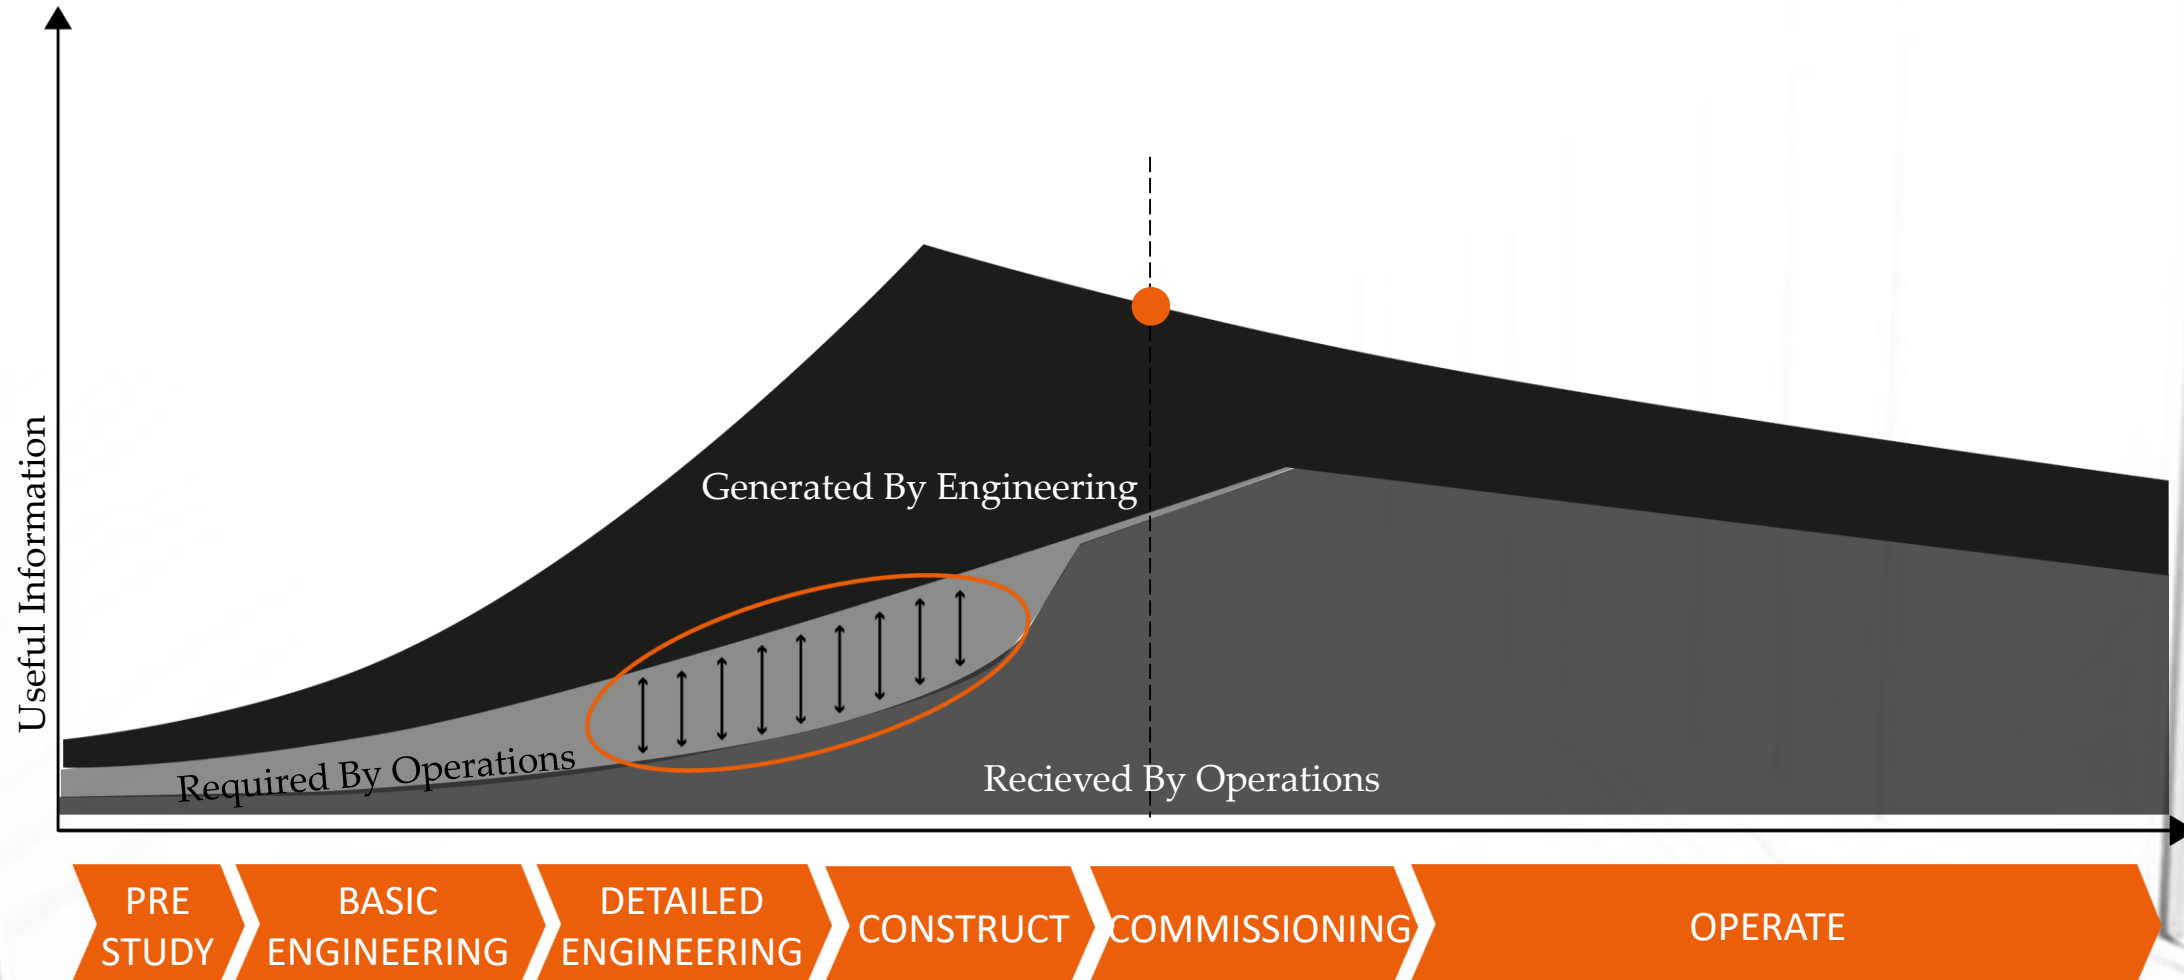 Useful Information
Generated By Engineering
Required By Operations
Recieved By Operations
PRE
STUDY
BASIC
ENGINEERING
DETAILED
ENGINEERING
CONSTRUCT
COMMISSIONING
OPERATE